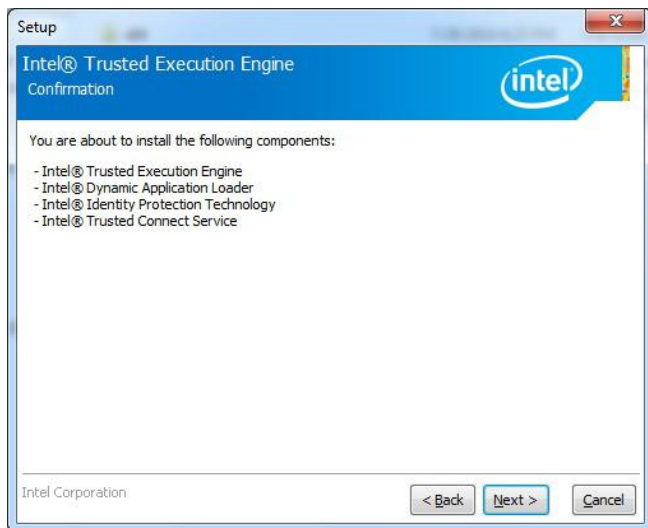 Setup
Intel® Trusted Execution Engine
Confirmation
intel
You are about to install the following components:
- Intel® Trusted Execution Engine
- Intel® Dynamic Application Loader
- Intel® Identity Protection Technology
- Intel® Trusted Connect Service
Intel Corporation
< Back Next > Cancel